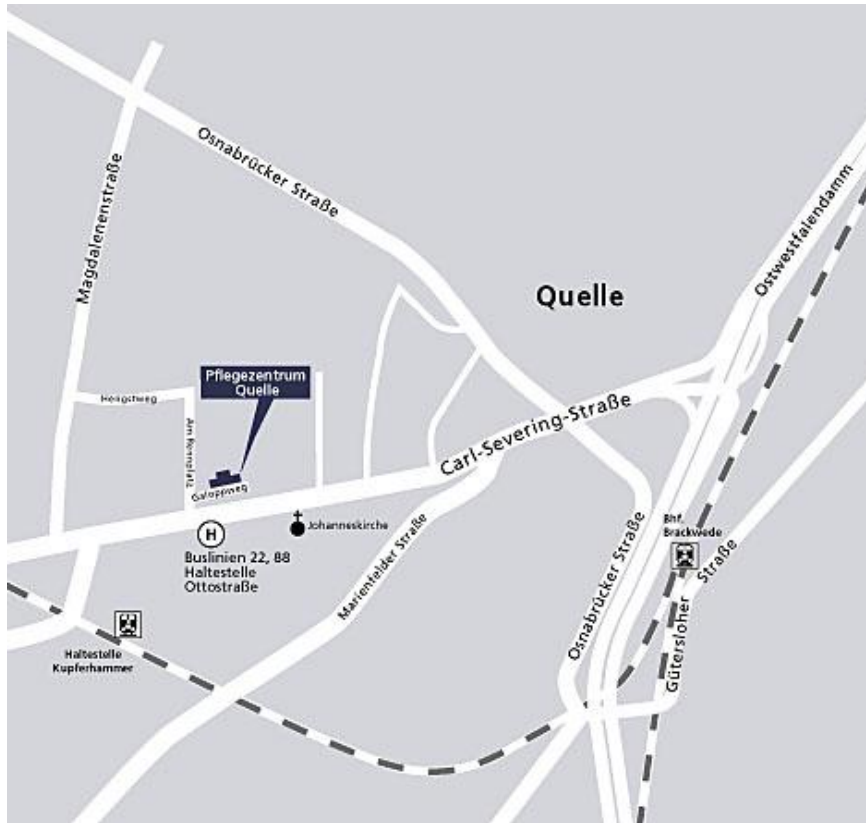 Osnabrücker Straße
Magdalenenstraße
Ostwestfalendamm
Quelle
Pflegezentrum
Quelle
Hengstweg
Am Rennplatz
Carl-Severing-Straße
Galoppweg
H
Johanneskirche
Buslinien 22, 88
Haltestelle
Ottostraße
Marienfelder Straße
Bhf.
Brackwede
Osnabrücker Straße
Gütersloher Straße
Haltestelle
Kupferhammer